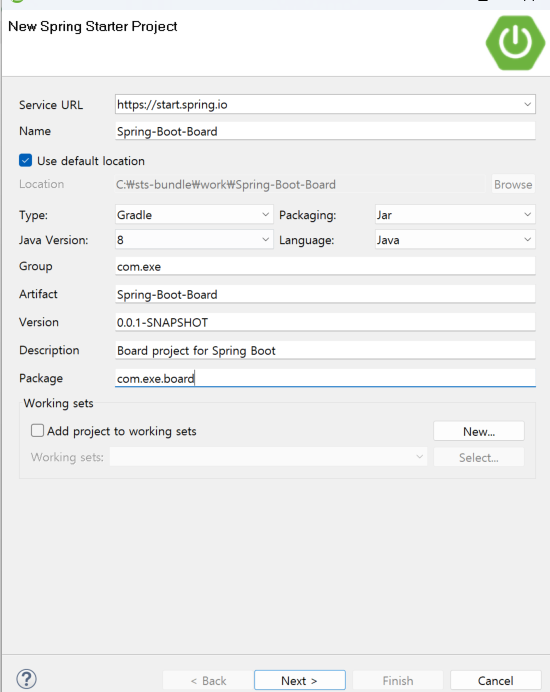 New Spring Starter Project
Service URL https://start.spring.io
Name Spring-Boot-Board
Use default location
Location C:₩sts-bundle₩work₩Spring-Boot-Board Browse
Type: Gradle Packaging: Jar
Java Version: 8 Language: Java
Group com.exe
Artifact Spring-Boot-Board
Version 0.0.1-SNAPSHOT
Description Board project for Spring Boot
Package com.exe.board
Working sets
Add project to working sets New...
Working sets: Select...
? < Back Next > Finish Cancel